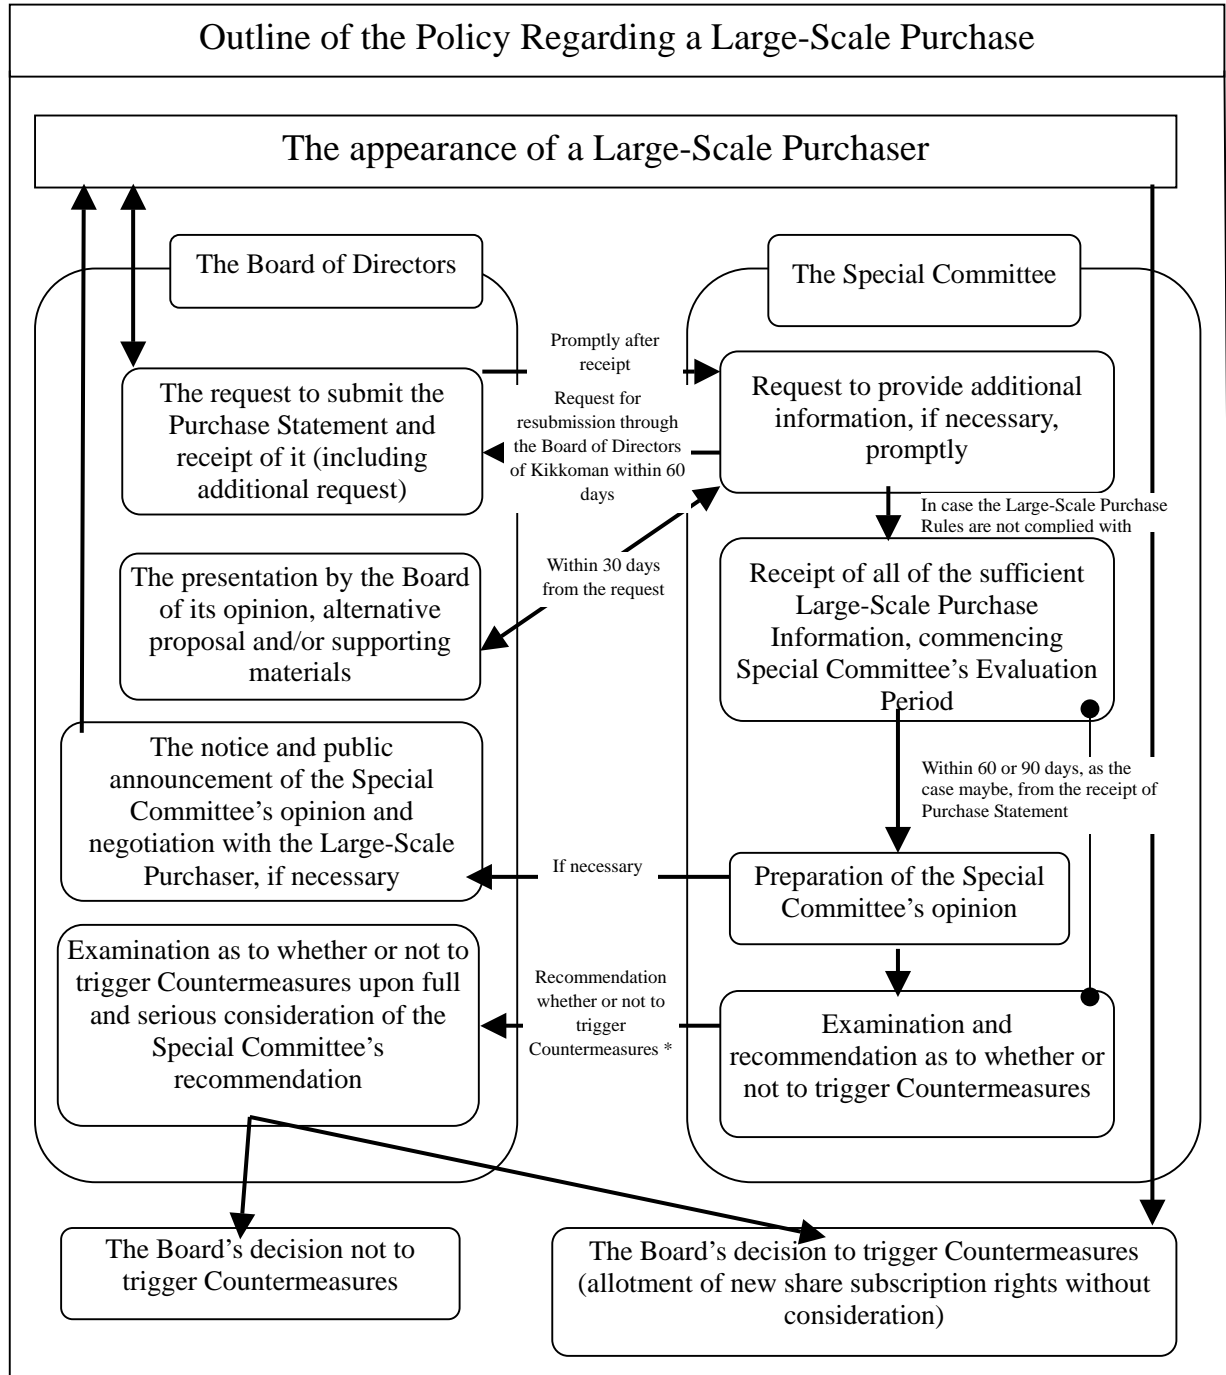 Outline of the Policy Regarding a Large-Scale Purchase
The appearance of a Large-Scale Purchaser
The Board of Directors
The Special Committee
Promptly after
receipt
The request to submit the
Purchase Statement and
receipt of it (including
additional request)
Request for
resubmission through
the Board of Directors
of Kikkoman within 60
days
Request to provide additional
information, if necessary,
promptly
In case the Large-Scale Purchase
Rules are not complied with
The presentation by the Board
of its opinion, alternative
proposal and/or supporting
materials
Within 30 days
from the request
Receipt of all of the sufficient
Large-Scale Purchase
Information, commencing
Special Committee’s Evaluation
Period
The notice and public
announcement of the Special
Committee’s opinion and
negotiation with the Large-Scale
Purchaser, if necessary
Within 60 or 90 days, as the
case maybe, from the receipt of
Purchase Statement
If necessary
Preparation of the Special
Committee’s opinion
Examination as to whether or not to
trigger Countermeasures upon full
and serious consideration of the
Special Committee’s
recommendation
Recommendation
whether or not to
trigger
Countermeasures *
Examination and
recommendation as to whether or
not to trigger Countermeasures
The Board’s decision not to
trigger Countermeasures
The Board’s decision to trigger Countermeasures
(allotment of new share subscription rights without
consideration)